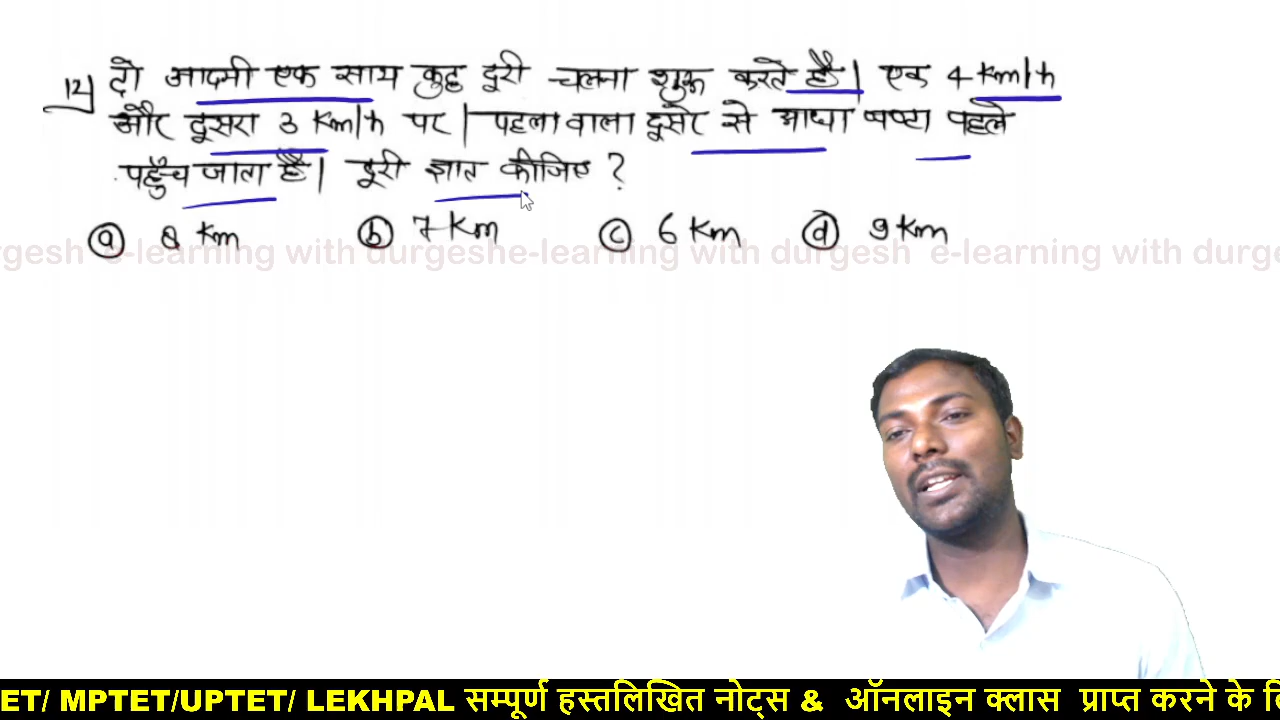 12) दो आदमी एक साथ कुछ दूरी चलना शुरू करते हैं| एक 4 Km/h
और दूसरा 3 Km/h पर| पहला वाला दूसरे से आधा घण्टा पहले
पहुँच जाता है| दूरी ज्ञात कीजिए ?
(a) 8 Km (b) 7 Km (c) 6 Km (d) 9 Km
durgesh e-learning with durgeshe-learning with durgesh e-learning with durge
ET/ MPTET/UPTET/ LEKHPAL सम्पूर्ण हस्तलिखित नोट्स & ऑनलाइन क्लास प्राप्त करने के